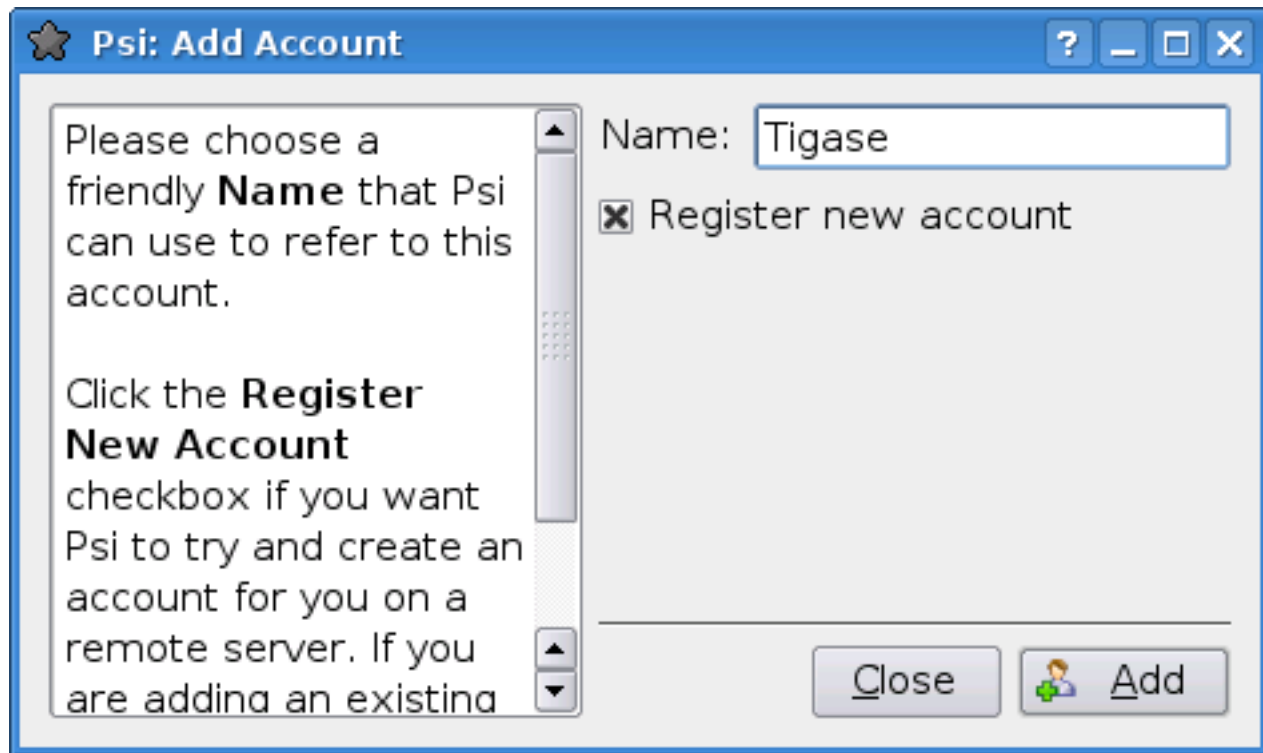 Psi: Add Account
Please choose a
friendly Name that Psi
can use to refer to this
account.
Click the Register
New Account
checkbox if you want
Psi to try and create an
account for you on a
remote server. If you
are adding an existing
Name: Tigase
Register new account
Close
Add